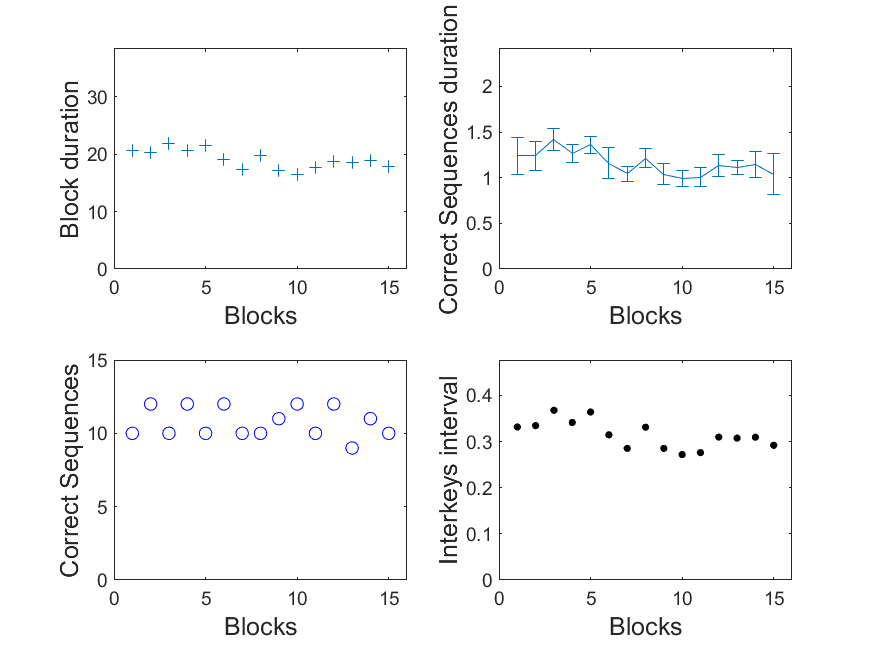 Block duration
30
20
10
0
0 5 10 15
Blocks
Correct Sequences duration
2
1.5
1
0.5
0
0 5 10 15
Blocks
Correct Sequences
15
10
5
0
0 5 10 15
Blocks
Interkeys interval
0.4
0.3
0.2
0.1
0
0 5 10 15
Blocks